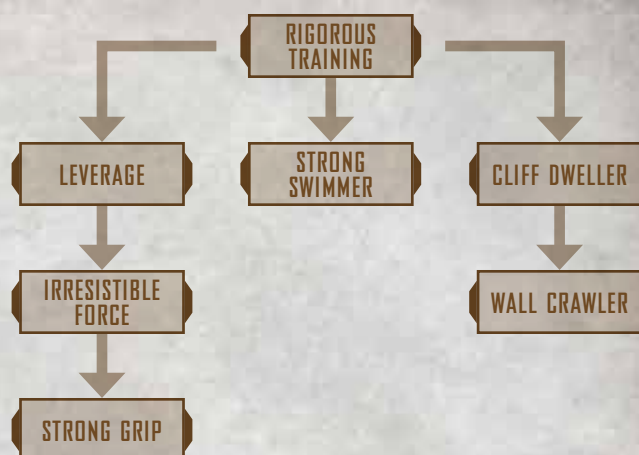 RIGOROUS
TRAINING
LEVERAGE
STRONG
SWIMMER
CLIFF DWELLER
IRRESISTIBLE
FORCE
WALL CRAWLER
STRONG GRIP